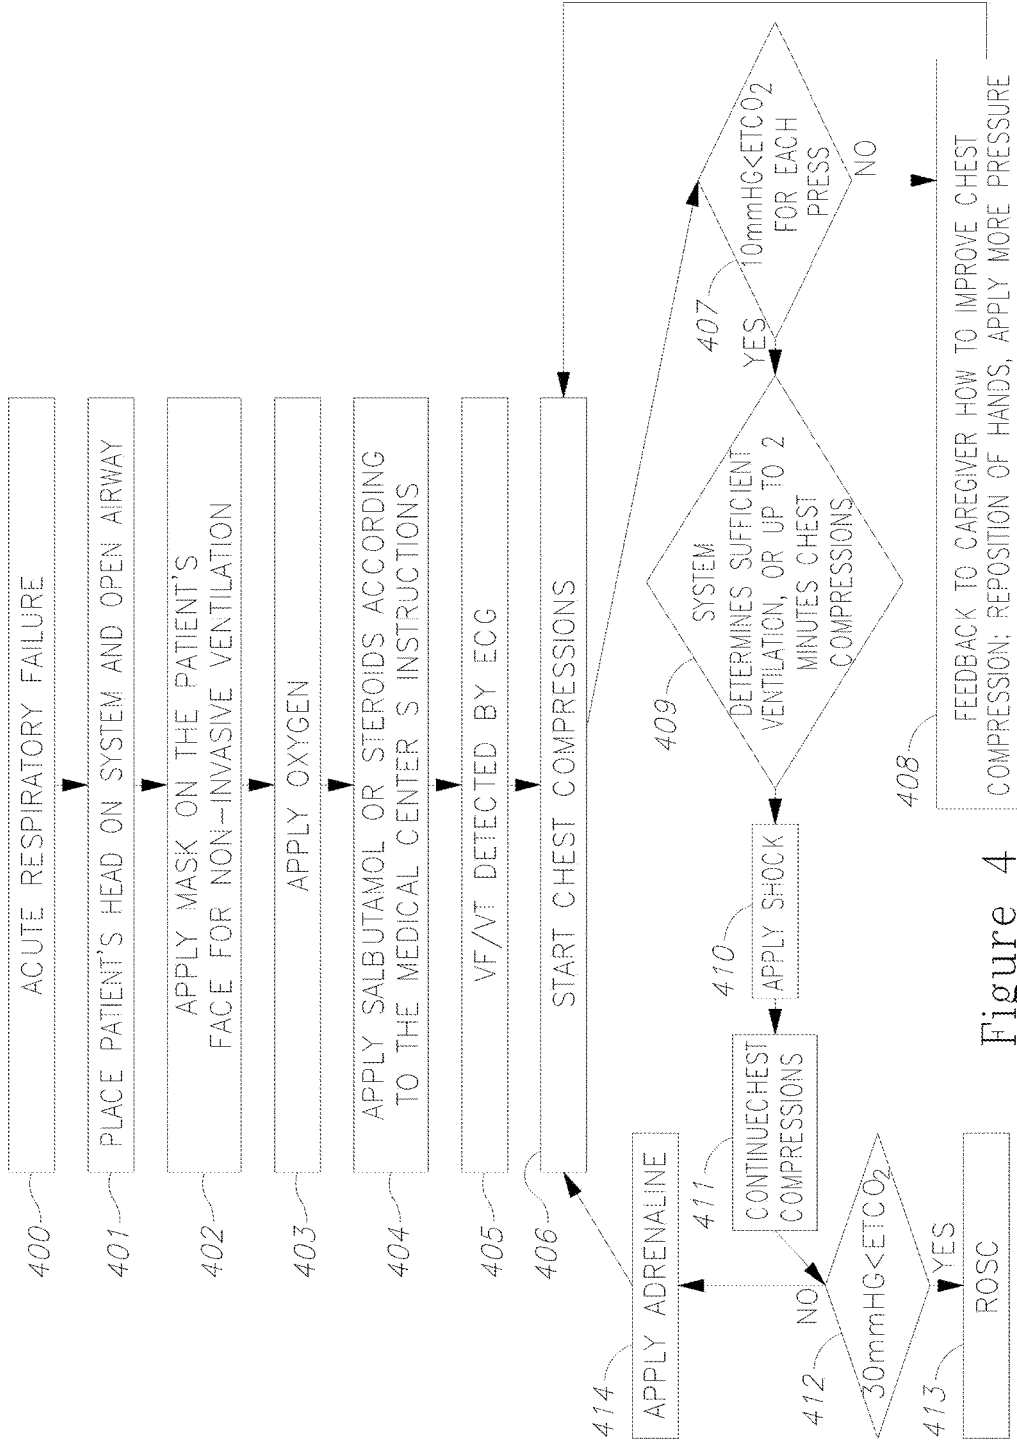 400
ACUTE RESPIRATORY FAILURE
401
PLACE PATIENT'S HEAD ON SYSTEM AND OPEN AIRWAY
402
APPLY MASK ON THE PATIENT'S
FACE FOR NON-INVASIVE VENTILATION
403
APPLY OXYGEN
404
APPLY SALBUTAMOL OR STEROIDS ACCORDING
TO THE MEDICAL CENTER S INSTRUCTIONS
405
VF/VT DETECTED BY ECG
406
START CHEST COMPRESSIONS
407
10mmHG<ETCO2
FOR EACH
PRESS
YES
NO
408
FEEDBACK TO CAREGIVER HOW TO IMPROVE CHEST
COMPRESSION; REPOSITION OF HANDS, APPLY MORE PRESSURE
409
SYSTEM
DETERMINES SUFFICIENT
VENTILATION, OR UP TO 2
MINUTES CHEST
COMPRESSIONS
410
APPLY SHOCK
411
CONTINUECHEST
COMPRESSIONS
412
30mmHG<ETCO2
NO
YES
413
ROSC
414
APPLY ADRENALINE
Figure 4